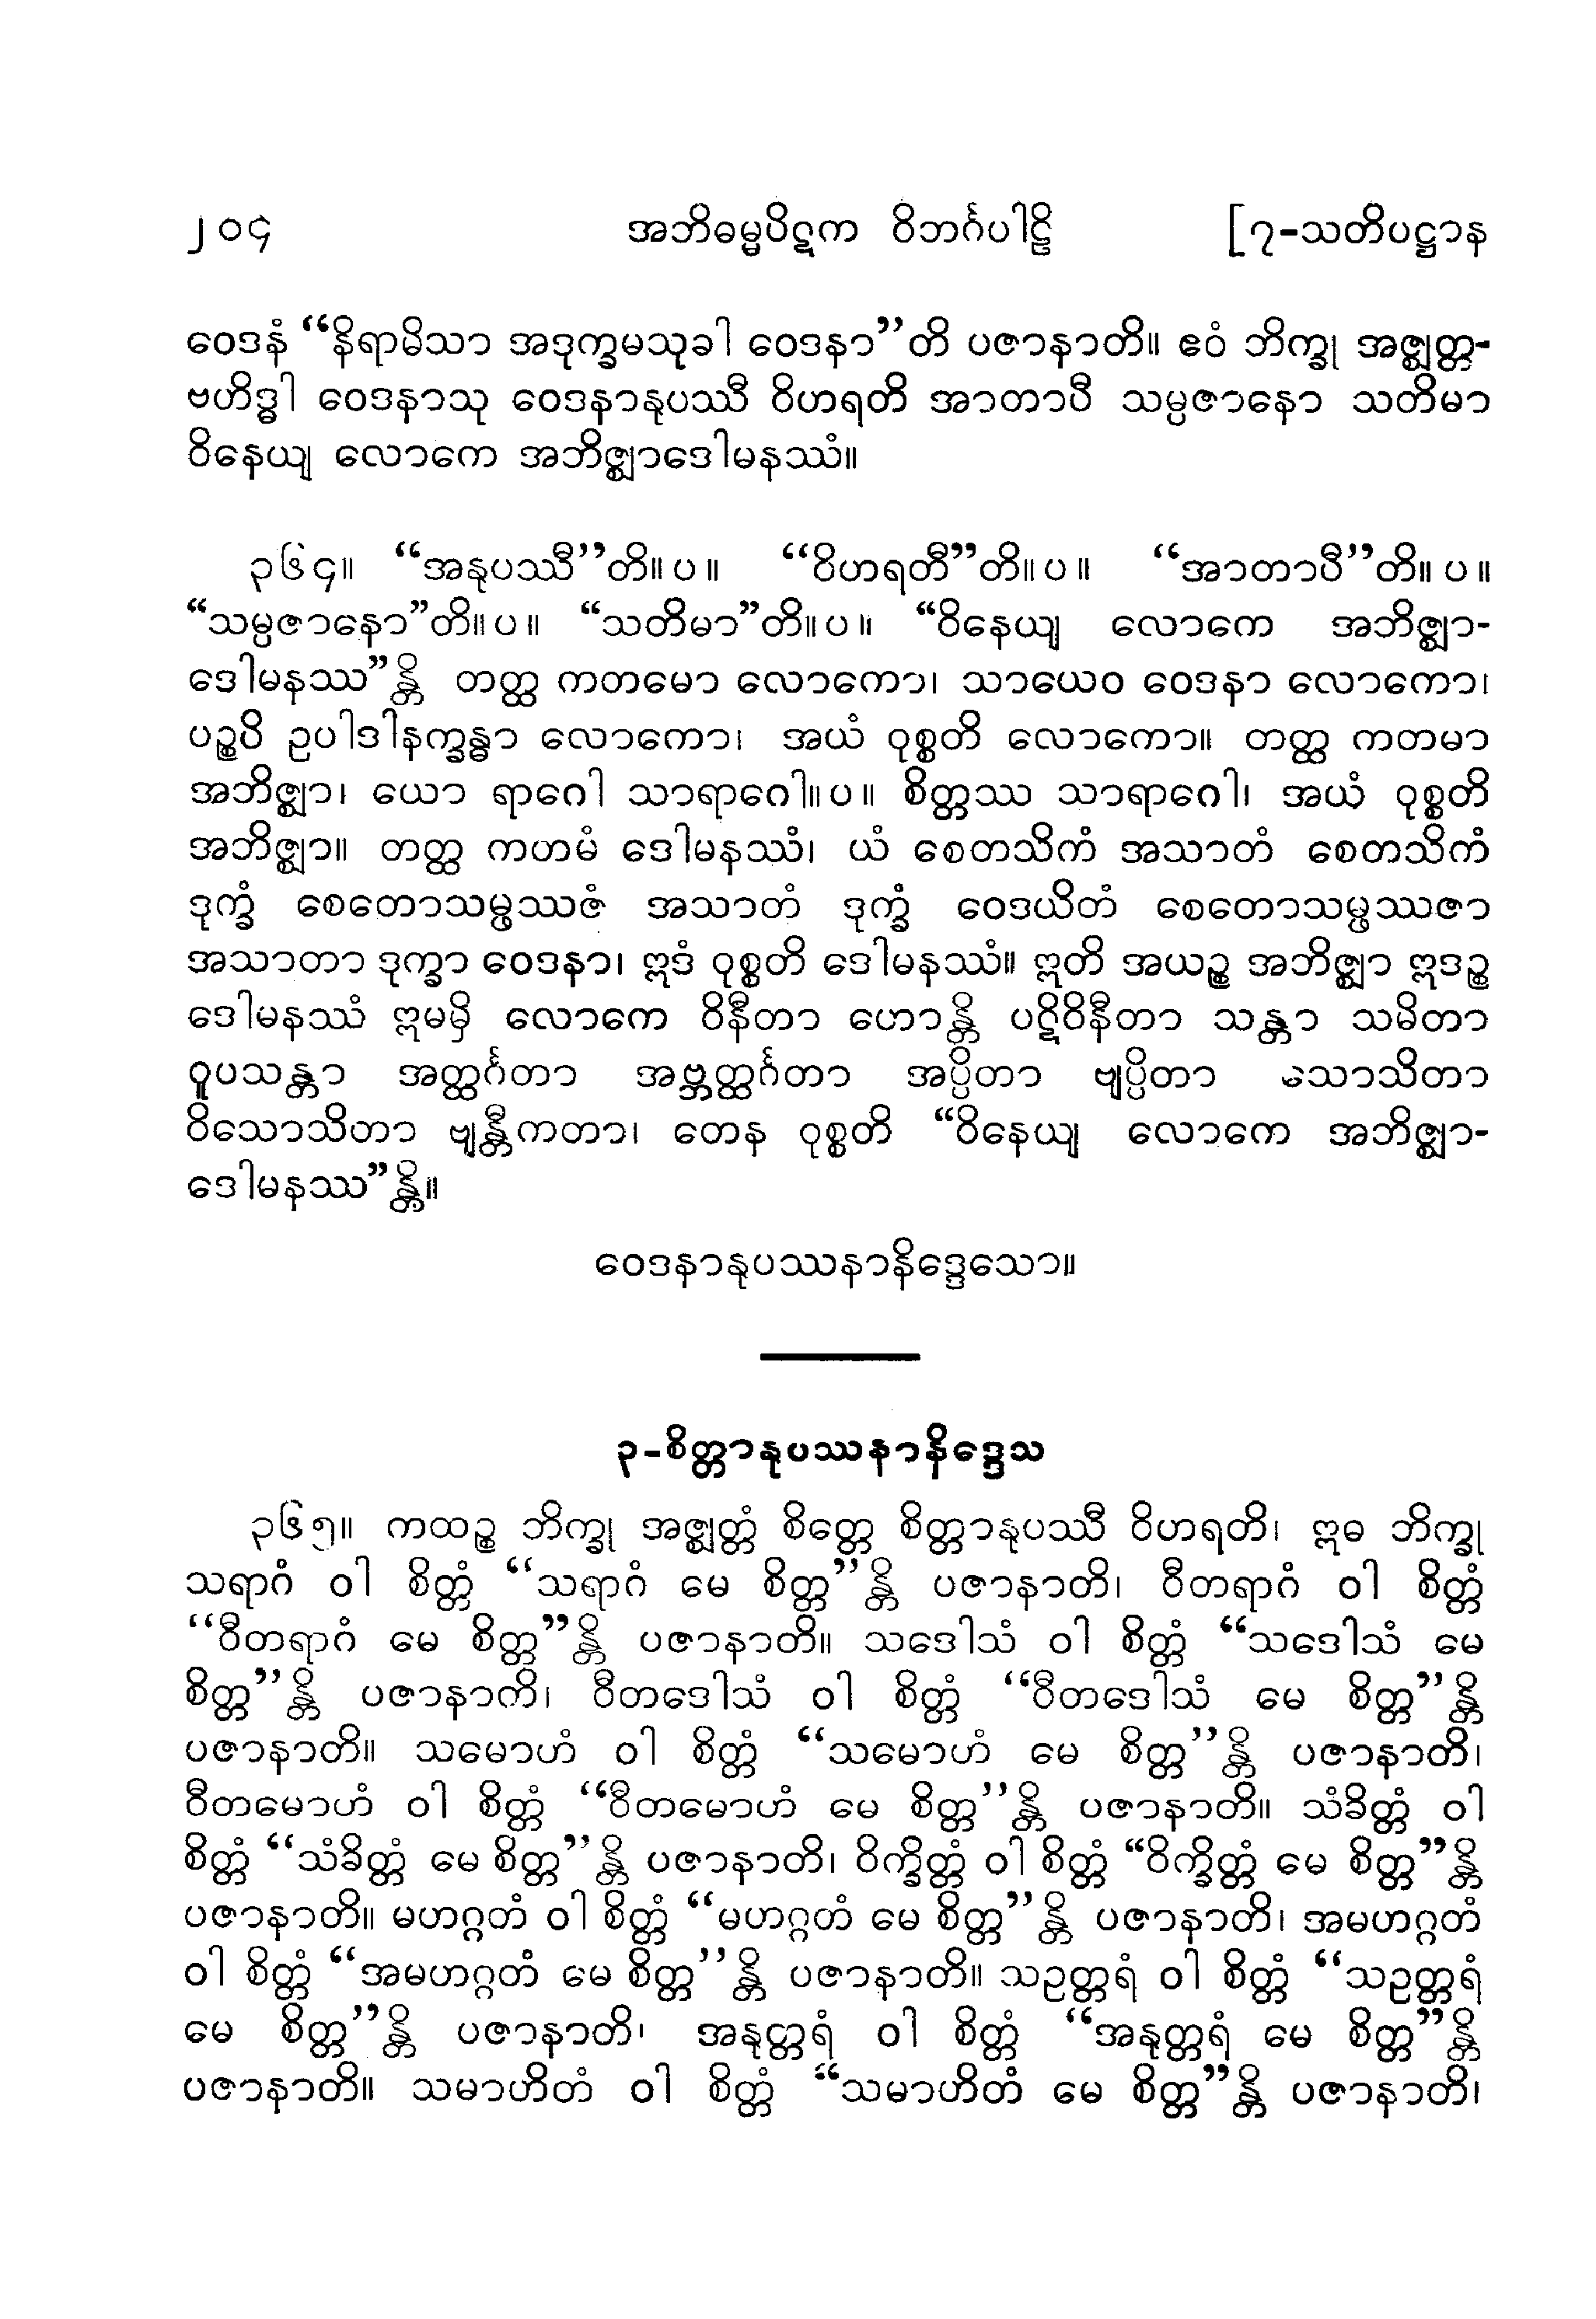 ၂၀၄ အဘိဓမ္မပိဋက ဝိဘင်္ဂပါဠိ [၇-သတိပဋ္ဌာန
ဝေဒနံ “နိရာမိသာ အဒုက္ခမသုခါ ဝေဒနာ”တိ ပဇာနာတိ။ ဧဝံ ဘိက္ခု အဇ္ဈတ္တ-
ဗဟိဒ္ဓါ ဝေဒနာသု ဝေဒနာနုပဿီ ဝိဟရတိ အာတာပီ သမ္ပဇာနော သတိမာ
ဝိနေယျ လောကေ အဘိဇ္ဈာဒေါမနဿံ။
၃၆၄။ “အနုပဿီ”တိ။ပ။ “ဝိဟရတီ”တိ။ပ။ “အာတာပီ”တိ။ပ။
“သမ္ပဇာနော”တိ။ပ။ “သတိမာ”တိ။ပ။ “ဝိနေယျ လောကေ အဘိဇ္ဈာ-
ဒေါမနဿ”န္တိ တတ္ထ ကတမော လောကော၊ သာယေဝ ဝေဒနာ လောကော၊
ပဉ္စပိ ဥပါဒါနက္ခန္ဓာ လောကော၊ အယံ ဝုစ္စတိ လောကော။ တတ္ထ ကတမာ
အဘိဇ္ဈာ၊ ယော ရာဂေါ သာရာဂေါ။ပ။ စိတ္တဿ သာရာဂေါ၊ အယံ ဝုစ္စတိ
အဘိဇ္ဈာ။ တတ္ထ ကဟမံ ဒေါမနဿံ၊ ယံ စေတသိကံ အသာတံ စေတသိကံ
ဒုက္ခံ စေတောသမ္ဖဿဇံ အသာတံ ဒုက္ခံ ဝေဒယိတံ စေတောသမ္ဖဿဇာ
အသာတာ ဒုက္ခာ ဝေဒနာ၊ ဣဒံ ဝုစ္စတိ ဒေါမနဿံ။ ဣတိ အယဉ္စ အဘိဇ္ဈာ ဣဒဉ္စ
ဒေါမနဿံ ဣမမှိ လောကေ ဝိနီတာ ဟောန္တိ ပဋိဝိနီတာ သန္တာ သမိတာ
ဝူပသန္တာ အတ္ထင်္ဂတာ အဗ္ဘတ္ထင်္ဂတာ အပ္ပိတာ ဗျပ္ပိတာ သောသိတာ
ဝိသောသိတာ ဗျန္တီကတာ၊ တေန ဝုစ္စတိ “ဝိနေယျ လောကေ အဘိဇ္ဈာ-
ဒေါမနဿ”န္တိ။
ဝေဒနာနုပဿနာနိဒ္ဒေသော။
၃-စိတ္တာနုပဿနာနိဒ္ဒေသ
၃၆၅။ ကထဉ္စ ဘိက္ခု အဇ္ဈတ္တံ စိတ္တေ စိတ္တာနုပဿီ ဝိဟရတိ၊ ဣဓ ဘိက္ခု
သရာဂံ ဝါ စိတ္တံ “သရာဂံ မေ စိတ္တ”န္တိ ပဇာနာတိ၊ ဝီတရာဂံ ဝါ စိတ္တံ
“ဝီတရာဂံ မေ စိတ္တ”န္တိ ပဇာနာတိ။ သဒေါသံ ဝါ စိတ္တံ “သဒေါသံ မေ
စိတ္တ”န္တိ ပဇာနာကိ၊ ဝီတဒေါသံ ဝါ စိတ္တံ “ဝီတဒေါသံ မေ စိတ္တ”န္တိ
ပဇာနာတိ။ သမောဟံ ဝါ စိတ္တံ “သမောဟံ မေ စိတ္တ”န္တိ ပဇာနာတိ၊
ဝီတမောဟံ ဝါ စိတ္တံ “ဝီတမောဟံ မေ စိတ္တ”န္တိ ပဇာနာတိ။ သံခိတ္တံ ဝါ
စိတ္တံ “သံခိတ္တံ မေ စိတ္တ”န္တိ ပဇာနာတိ၊ ဝိက္ခိတ္တံ ဝါ စိတ္တံ “ဝိက္ခိတ္တံ မေ စိတ္တ”န္တိ
ပဇာနာတိ။ မဟဂ္ဂတံ ဝါ စိတ္တံ “မဟဂ္ဂတံ မေ စိတ္တ”န္တိ ပဇာနာတိ၊ အမဟဂ္ဂတံ
ဝါ စိတ္တံ “အမဟဂ္ဂတံ မေ စိတ္တ”န္တိ ပဇာနာတိ။ သဥတ္တရံ ဝါ စိတ္တံ “သဥတ္တရံ
မေ စိတ္တ”န္တိ ပဇာနာတိ၊ အနုတ္တရံ ဝါ စိတ္တံ “အနုတ္တရံ မေ စိတ္တ”န္တိ
ပဇာနာတိ။ သမာဟိတံ ဝါ စိတ္တံ “သမာဟိတံ မေ စိတ္တ”န္တိ ပဇာနာတိ၊